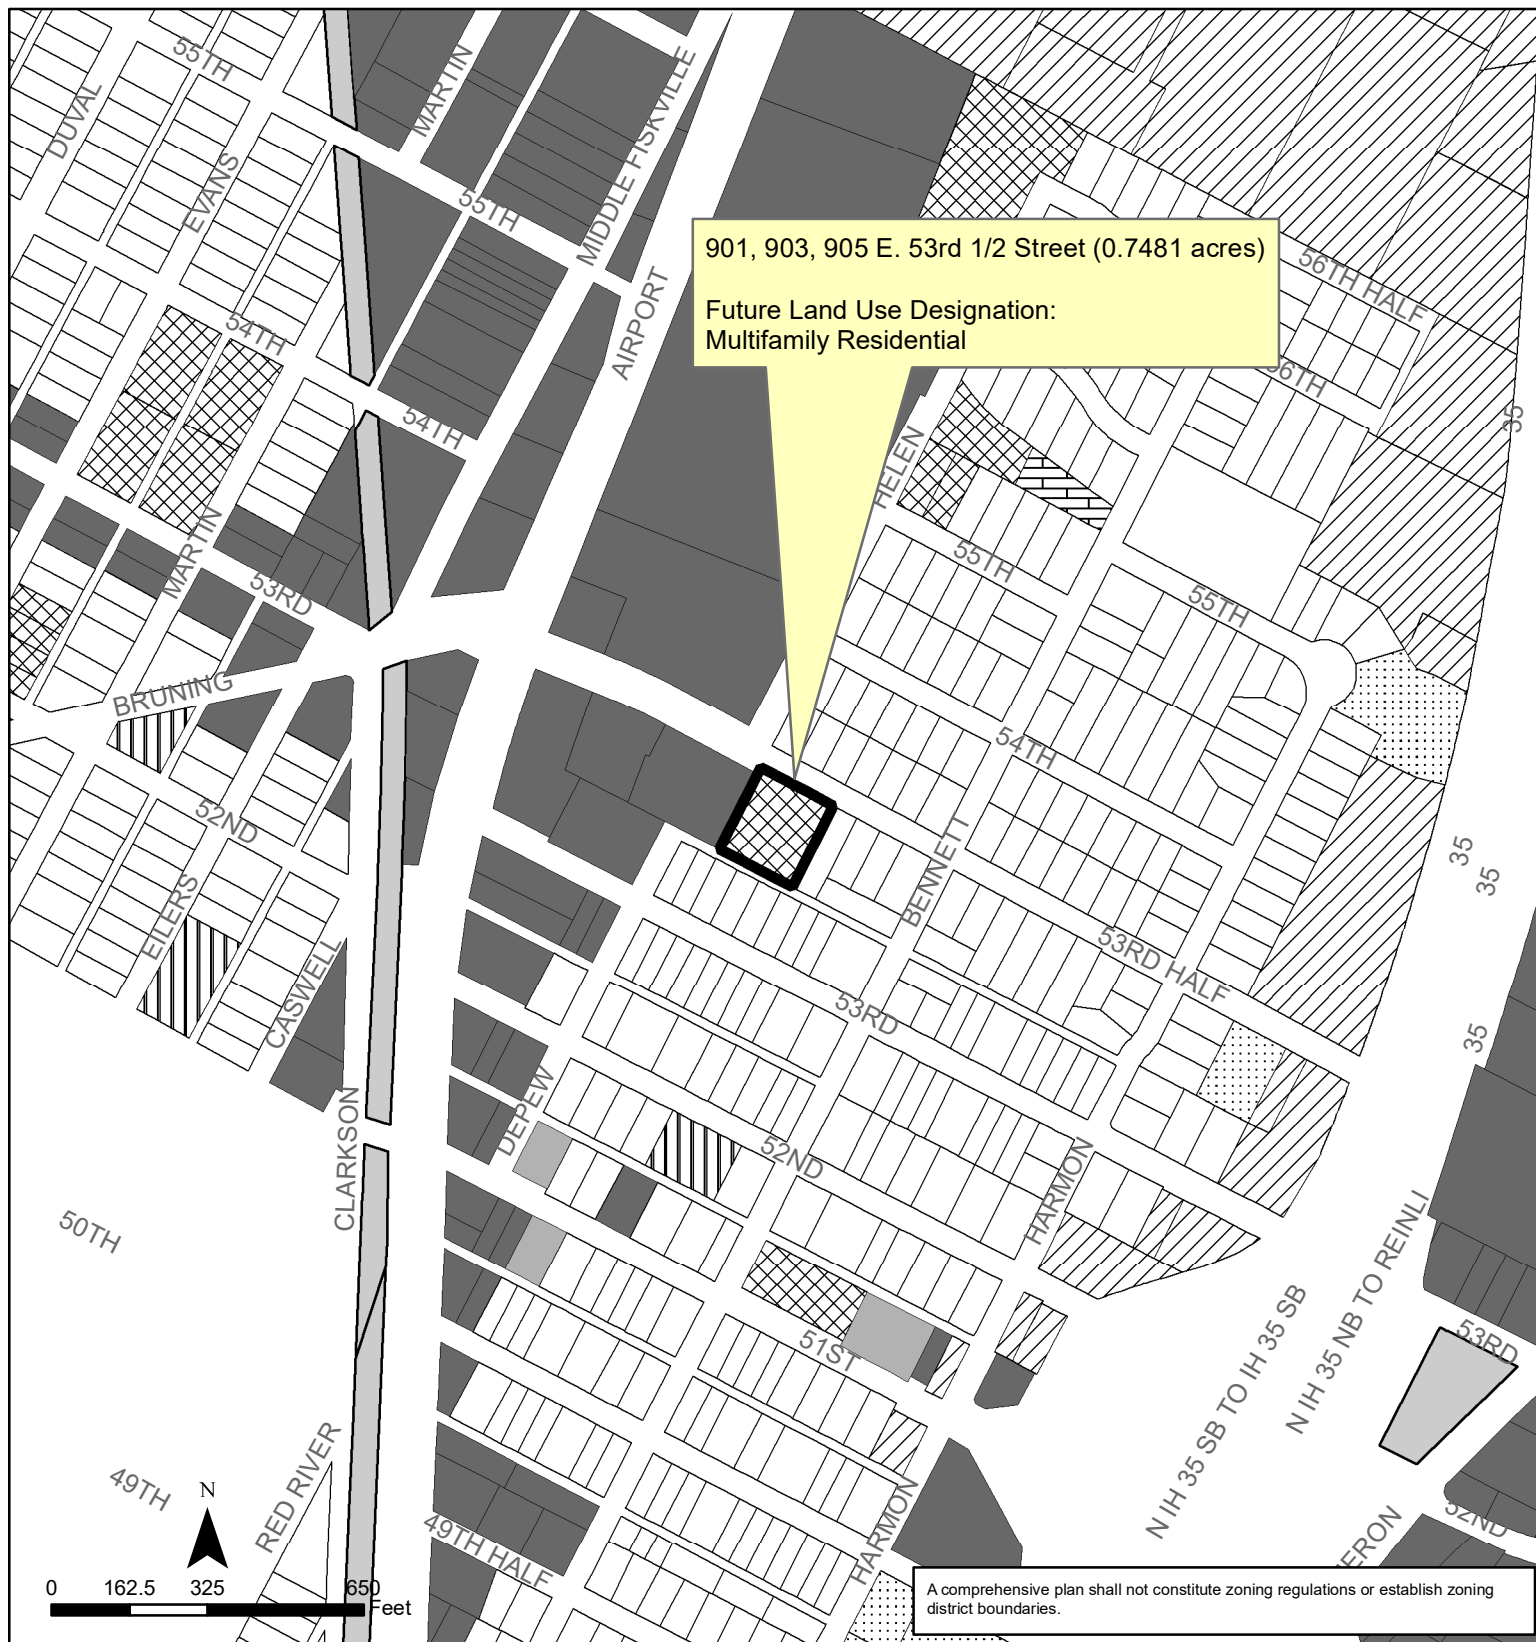 55TH
MARTIN
DUVAL
MIDDLE FISKVILLE
EVANS
55TH
901, 903, 905 E. 53rd 1/2 Street (0.7481 acres)
Future Land Use Designation:
Multifamily Residential
56TH HALF
AIRPORT
54TH
56TH
54TH
35
HELEN
MARTIN
53RD
55TH
55TH
BRUNING
54TH
52ND
BENNETT
35
35
EILERS
CASWELL
53RD HALF
53RD
35
DEPEW
CLARKSON
52ND
HARMON
50TH
N IH 35 NB TO REINLI
N IH 35 SB TO IH 35 SB
51ST
53RD
RED RIVER
49TH
N
HARMON
49TH HALF
52ND
0 162.5 325 650
Feet
A comprehensive plan shall not constitute zoning regulations or establish zoning
district boundaries.